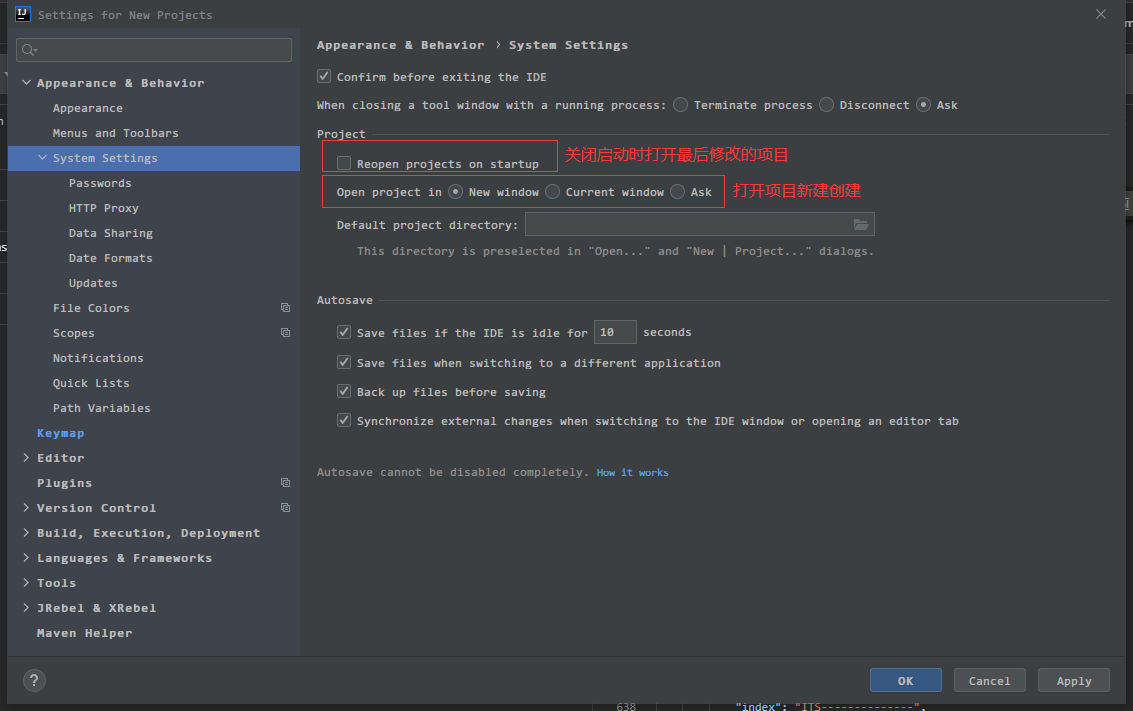 Settings for New Projects
Appearance & Behavior
Appearance
Menus and Toolbars
System Settings
Passwords
HTTP Proxy
Data Sharing
Date Formats
Updates
File Colors
Scopes
Notifications
Quick Lists
Path Variables
Keymap
Editor
Plugins
Version Control
Build, Execution, Deployment
Languages & Frameworks
Tools
JRebel & XRebel
Maven Helper
Appearance & Behavior › System Settings
Confirm before exiting the IDE
When closing a tool window with a running process: Terminate process Disconnect Ask
Project
Reopen projects on startup 关闭启动时打开最后修改的项目
Open project in New window Current window Ask 打开项目新建创建
Default project directory:
This directory is preselected in "Open..." and "New | Project..." dialogs.
Autosave
Save files if the IDE is idle for 10 seconds
Save files when switching to a different application
Back up files before saving
Synchronize external changes when switching to the IDE window or opening an editor tab
Autosave cannot be disabled completely. How it works
? OK Cancel Apply
638 "index": "ITS--------------",